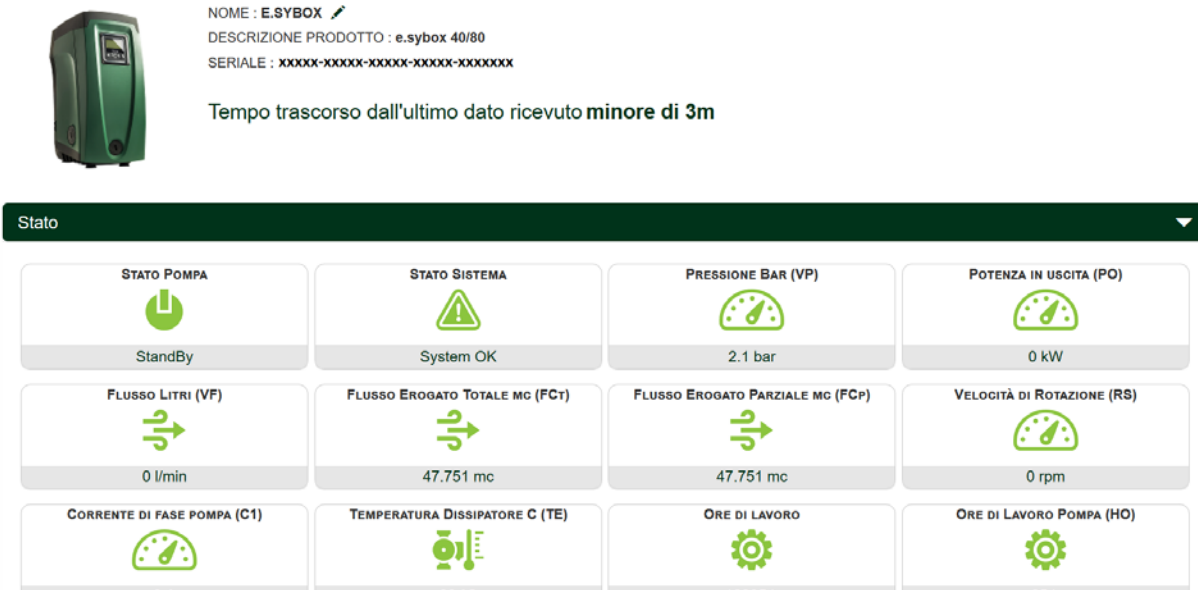 NOME : E.SYBOX
DESCRIZIONE PRODOTTO : e.sybox 40/80
SERIALE : xxxxx-xxxxx-xxxxx-xxxxx-xxxxxxx
Tempo trascorso dall'ultimo dato ricevuto minore di 3m
Stato
STATO POMPA
StandBy
STATO SISTEMA
System OK
PRESSIONE BAR (VP)
2.1 bar
POTENZA IN USCITA (PO)
0 kW
FLUSSO LITRI (VF)
0 l/min
FLUSSO EROGATO TOTALE MC (FCT)
47.751 mc
FLUSSO EROGATO PARZIALE MC (FCP)
47.751 mc
VELOCITÀ DI ROTAZIONE (RS)
0 rpm
CORRENTE DI FASE POMPA (C1)
TEMPERATURA DISSIPATORE C (TE)
ORE DI LAVORO
ORE DI LAVORO POMPA (HO)